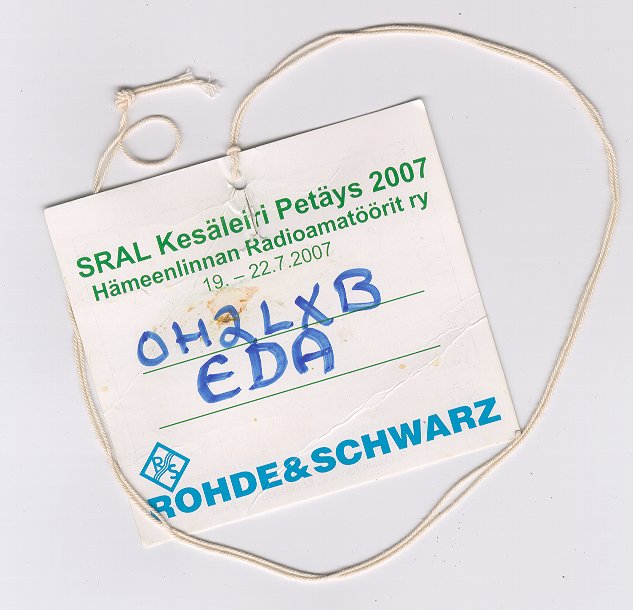 SRAL Kesäleiri Petäys 2007
Hämeenlinnan Radioamatöörit ry
19. – 22.7.2007
OH2LXB
EDA
R&S
ROHDE&SCHWARZ